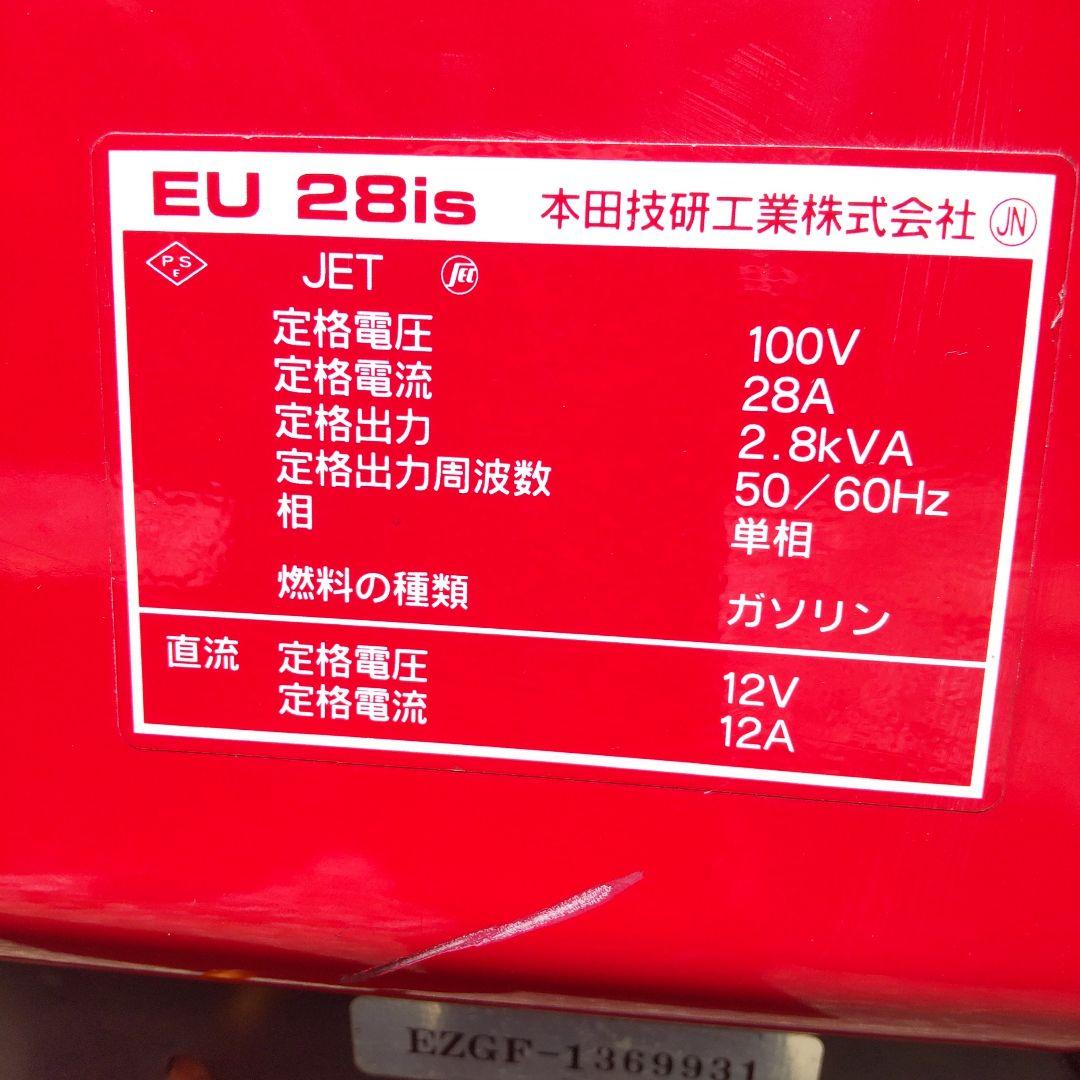 EU 28is 本田技研工業株式会社 JN
PSE JET JEC
定格電圧 100V
定格電流 28A
定格出力 2.8kVA
定格出力周波数 50/60Hz
相 単相
燃料の種類 ガソリン
直流 定格電圧 12V
定格電流 12A
EZGF-1369931